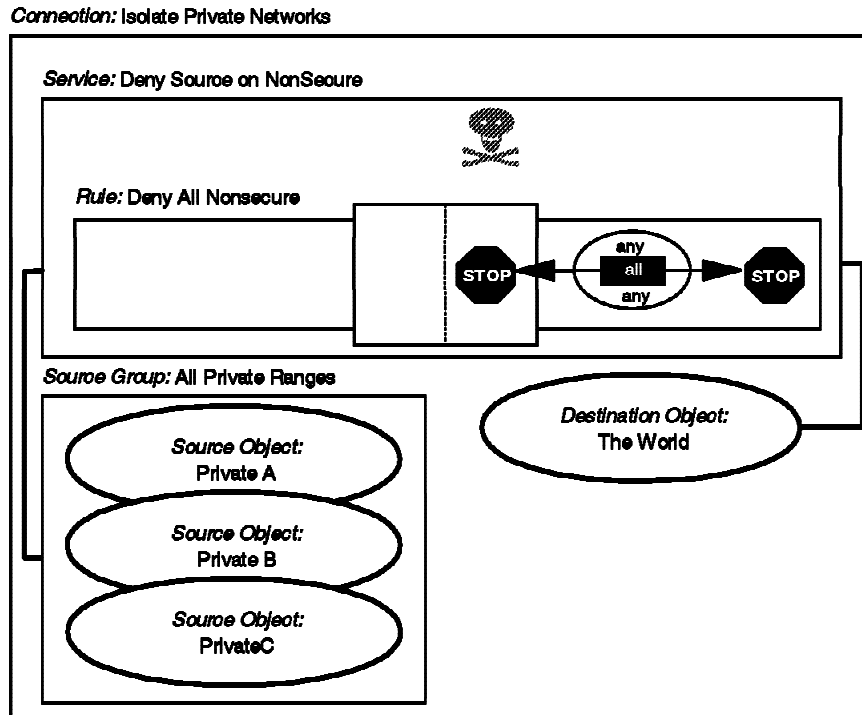 Connection: Isolate Private Networks
Service: Deny Source on NonSecure
Rule: Deny All Nonsecure
any
STOP all STOP
any
Source Group: All Private Ranges
Destination Object:
The World
Source Object:
Private A
Source Object:
Private B
Source Object:
PrivateC